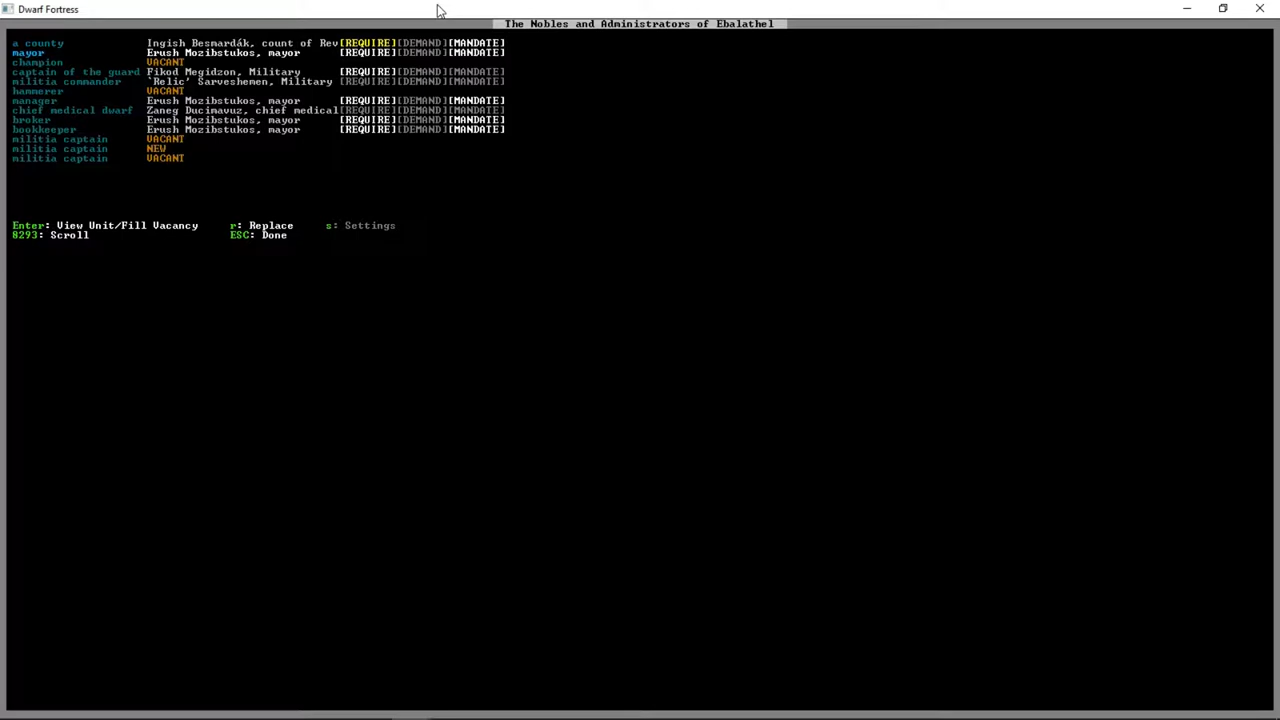 Dwarf Fortress
The Nobles and Administrators of Ebalathel
a county Ingish Besmardák, count of Rev[REQUIRE][DEMAND][MANDATE]
mayor Erush Mozibstukos, mayor [REQUIRE][DEMAND][MANDATE]
champion VACANT
captain of the guard Fikod Megidzon, Military [REQUIRE][DEMAND][MANDATE]
militia commander `Relic' Sarveshemen, Military [REQUIRE][DEMAND][MANDATE]
hammerer VACANT
manager Erush Mozibstukos, mayor [REQUIRE][DEMAND][MANDATE]
chief medical dwarf Zaneg Ducimavuz, chief medical[REQUIRE][DEMAND][MANDATE]
broker Erush Mozibstukos, mayor [REQUIRE][DEMAND][MANDATE]
bookkeeper Erush Mozibstukos, mayor [REQUIRE][DEMAND][MANDATE]
militia captain VACANT
militia captain NEW
militia captain VACANT
Enter: View Unit/Fill Vacancy r: Replace s: Settings
8293: Scroll ESC: Done